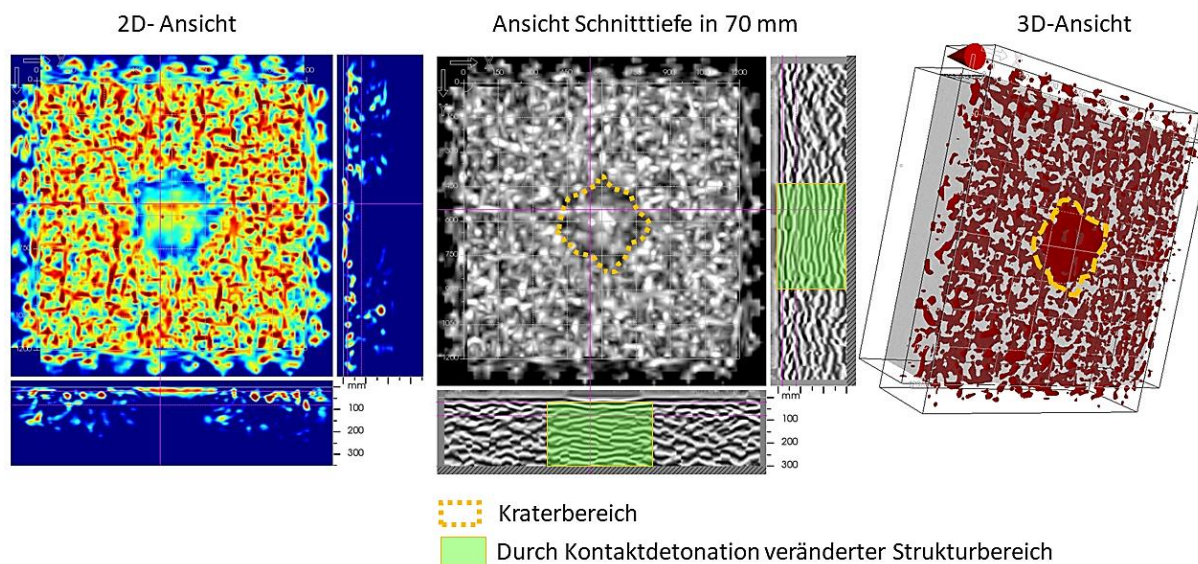 2D- Ansicht
Ansicht Schnitttiefe in 70 mm
3D-Ansicht
mm
100
200
300
mm
100
200
300
Kraterbereich
Durch Kontaktdetonation veränderter Strukturbereich